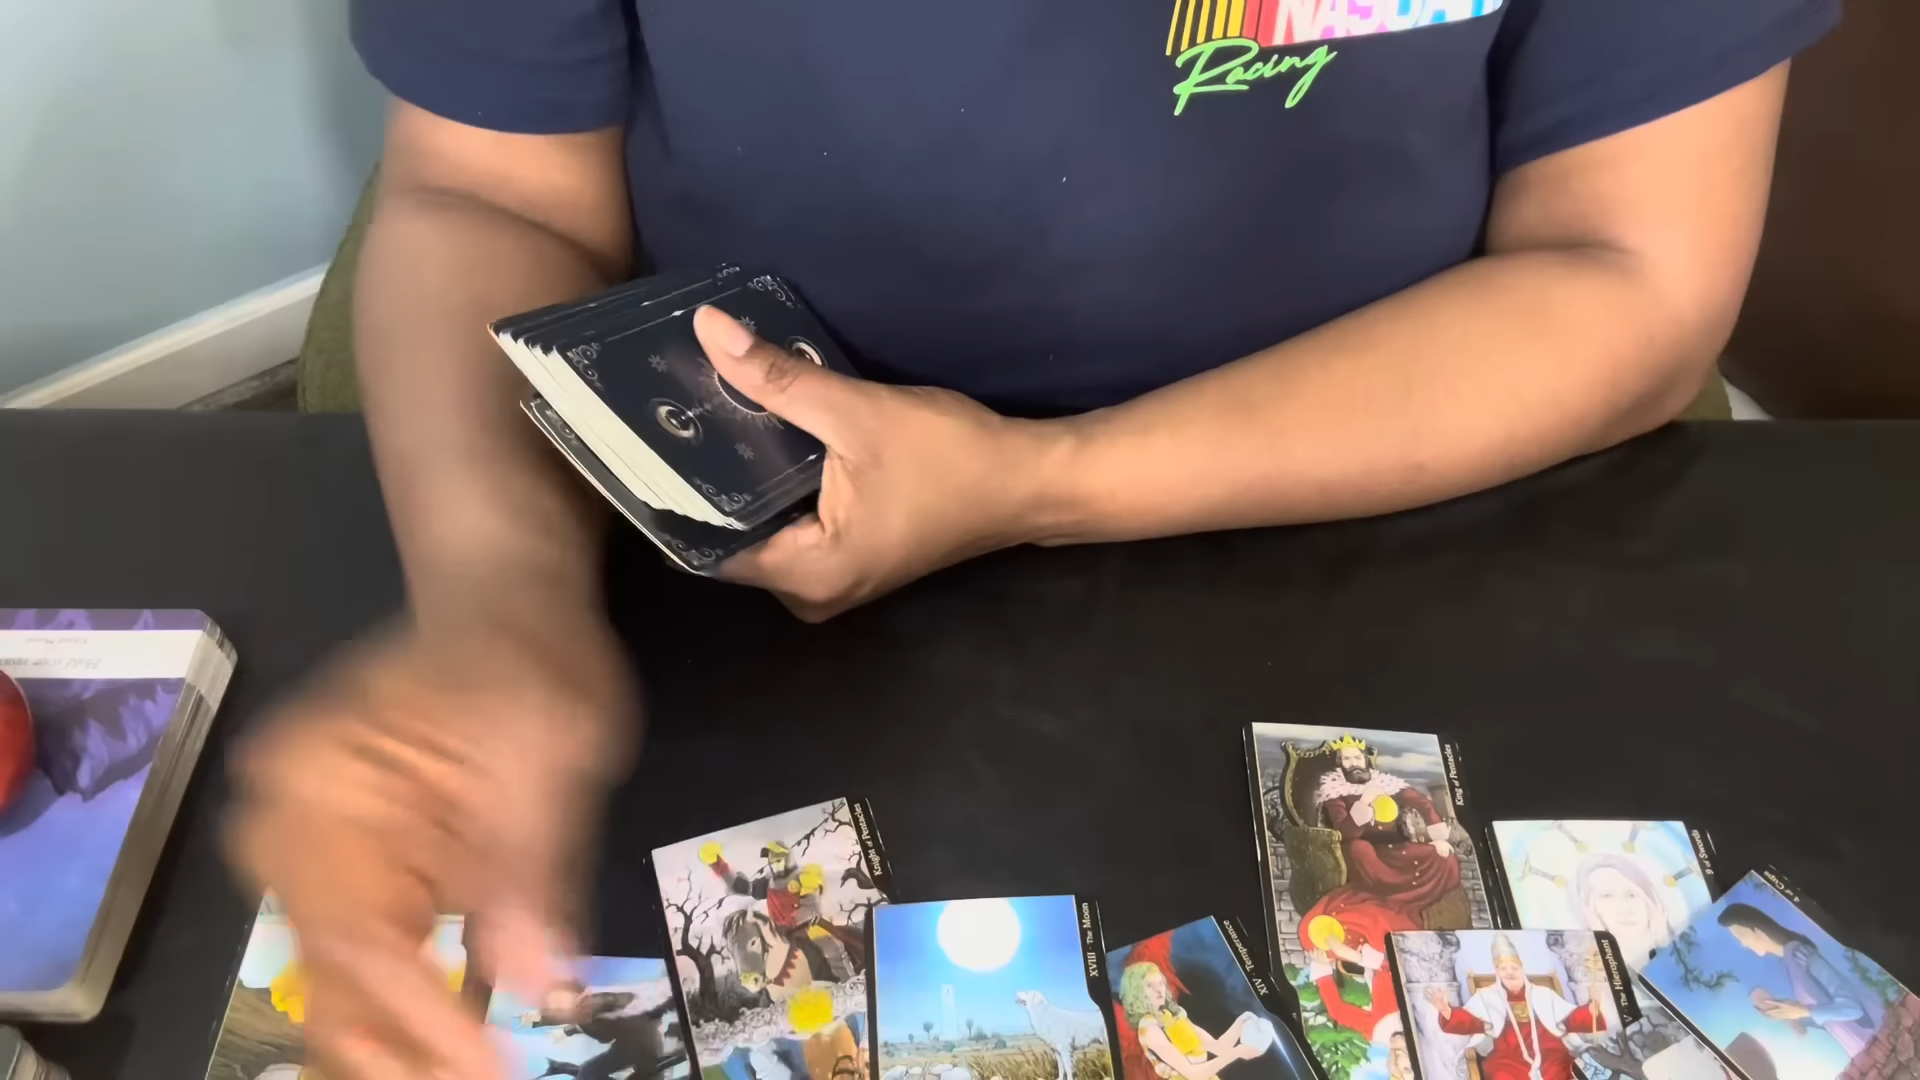 NASCAR
Racing
King of Pentacles
Knight of Pentacles
9 of Swords
4 of Cups
XVIII The Moon
XIV Temperance
V The Hierophant